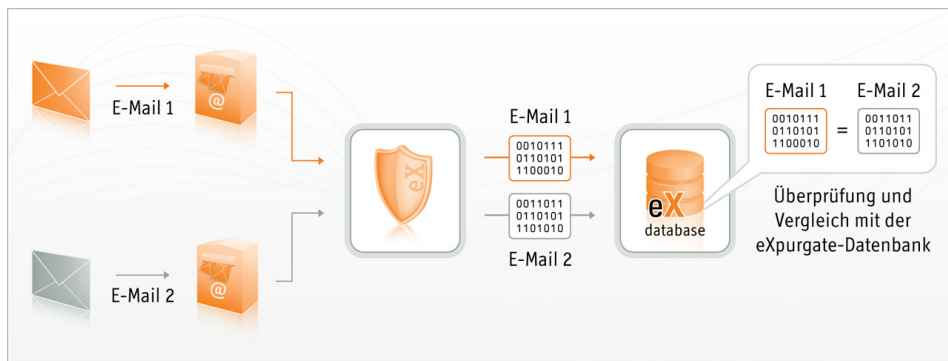 E-Mail 1
@
E-Mail 2
@
eX
E-Mail 1
0010111
0110101
1100010
0011011
0110101
1101010
E-Mail 2
eX
database
E-Mail 1 E-Mail 2
0010111
0110101
1100010
=
0011011
0110101
1101010
Überprüfung und
Vergleich mit der
eXpurgate-Datenbank